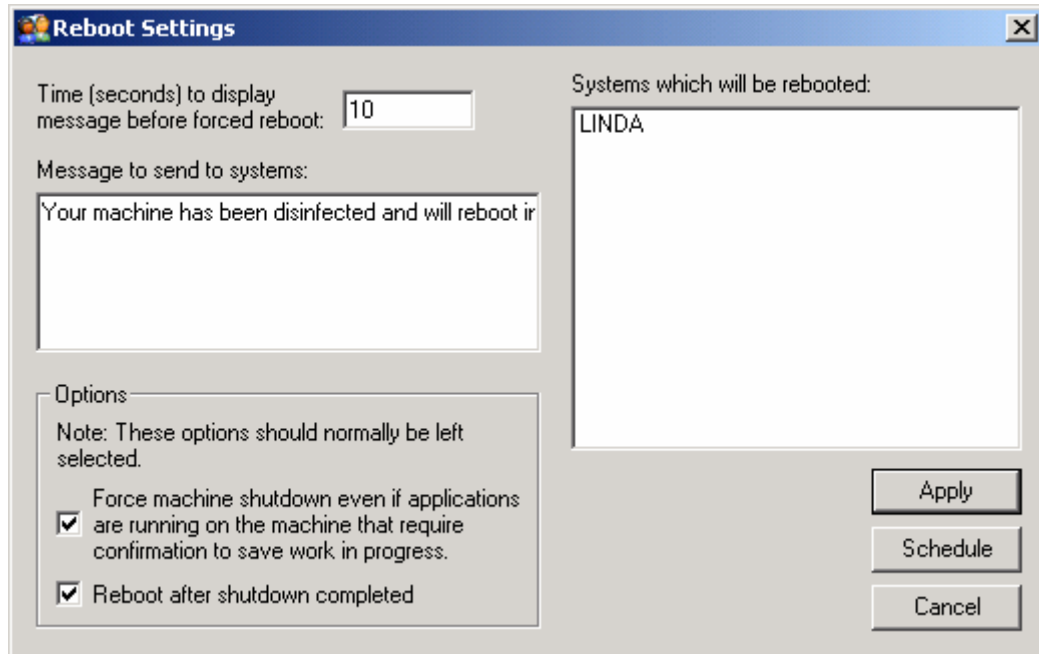 Reboot Settings
Time (seconds) to display
message before forced reboot:
10
Message to send to systems:
Your machine has been disinfected and will reboot
Options
Note: These options should normally be left
selected.
Force machine shutdown even if applications
are running on the machine that require
confirmation to save work in progress.
Reboot after shutdown completed
Systems which will be rebooted:
LINDA
Apply
Schedule
Cancel